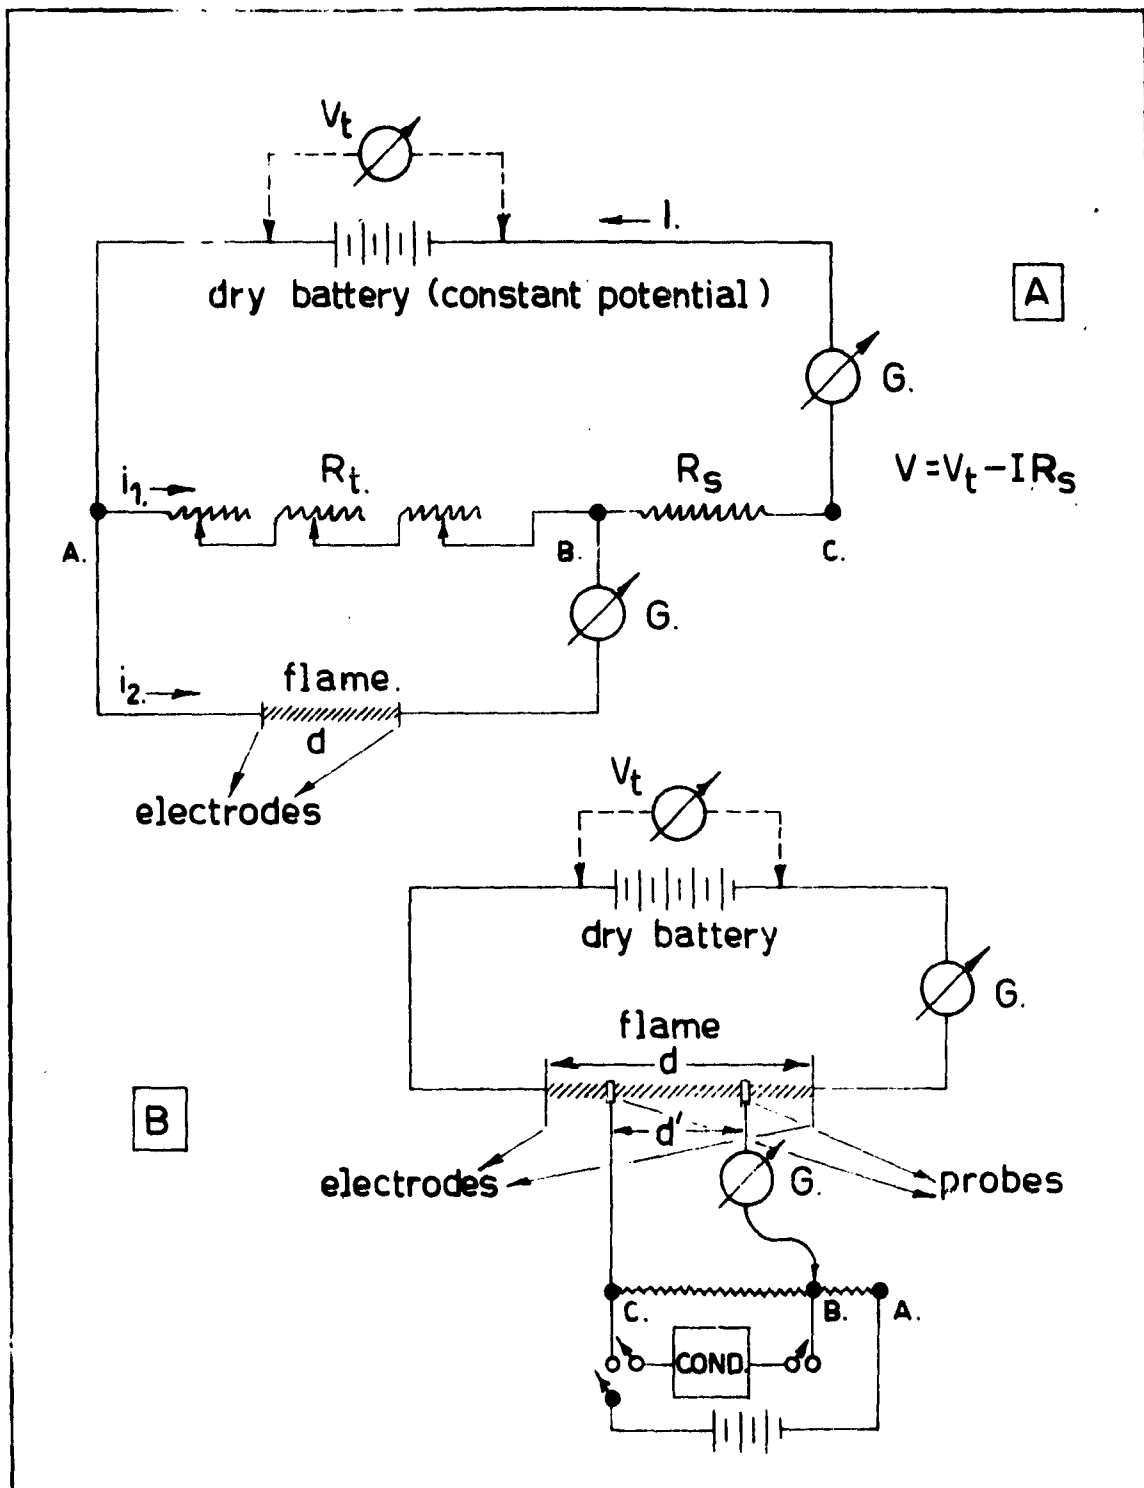 Vt
I.
dry battery (constant potential)
A
G.
i1.
Rt.
Rs
V = Vt - IRs
A.
B.
C.
G.
i2.
flame.
d
electrodes
Vt
dry battery
G.
flame
d
B
d'
electrodes
G.
probes
C.
B.
A.
COND.